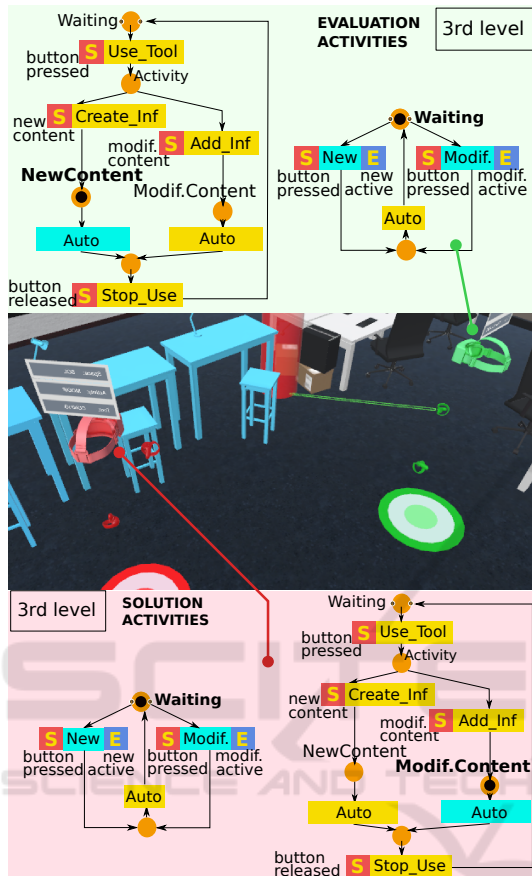 Waiting
EVALUATION
ACTIVITIES
3rd level
button
pressed
S Use_Tool
Activity
S Create_Inf
new
content
modif.
content
S Add_Inf
NewContent
Modif.Content
Auto
Auto
button
released
S Stop_Use
Waiting
S New E
S Modif. E
button
pressed
new
active
button
pressed
modif.
active
Auto
3rd level
SOLUTION
ACTIVITIES
Waiting
S New E
S Modif. E
button
pressed
new
active
button
pressed
modif.
active
Auto
Waiting
button
pressed
S Use_Tool
Activity
new
content
S Create_Inf
modif.
content
S Add_Inf
NewContent
Modif.Content
Auto
Auto
button
released
S Stop_Use
SCIENCE AND TECH